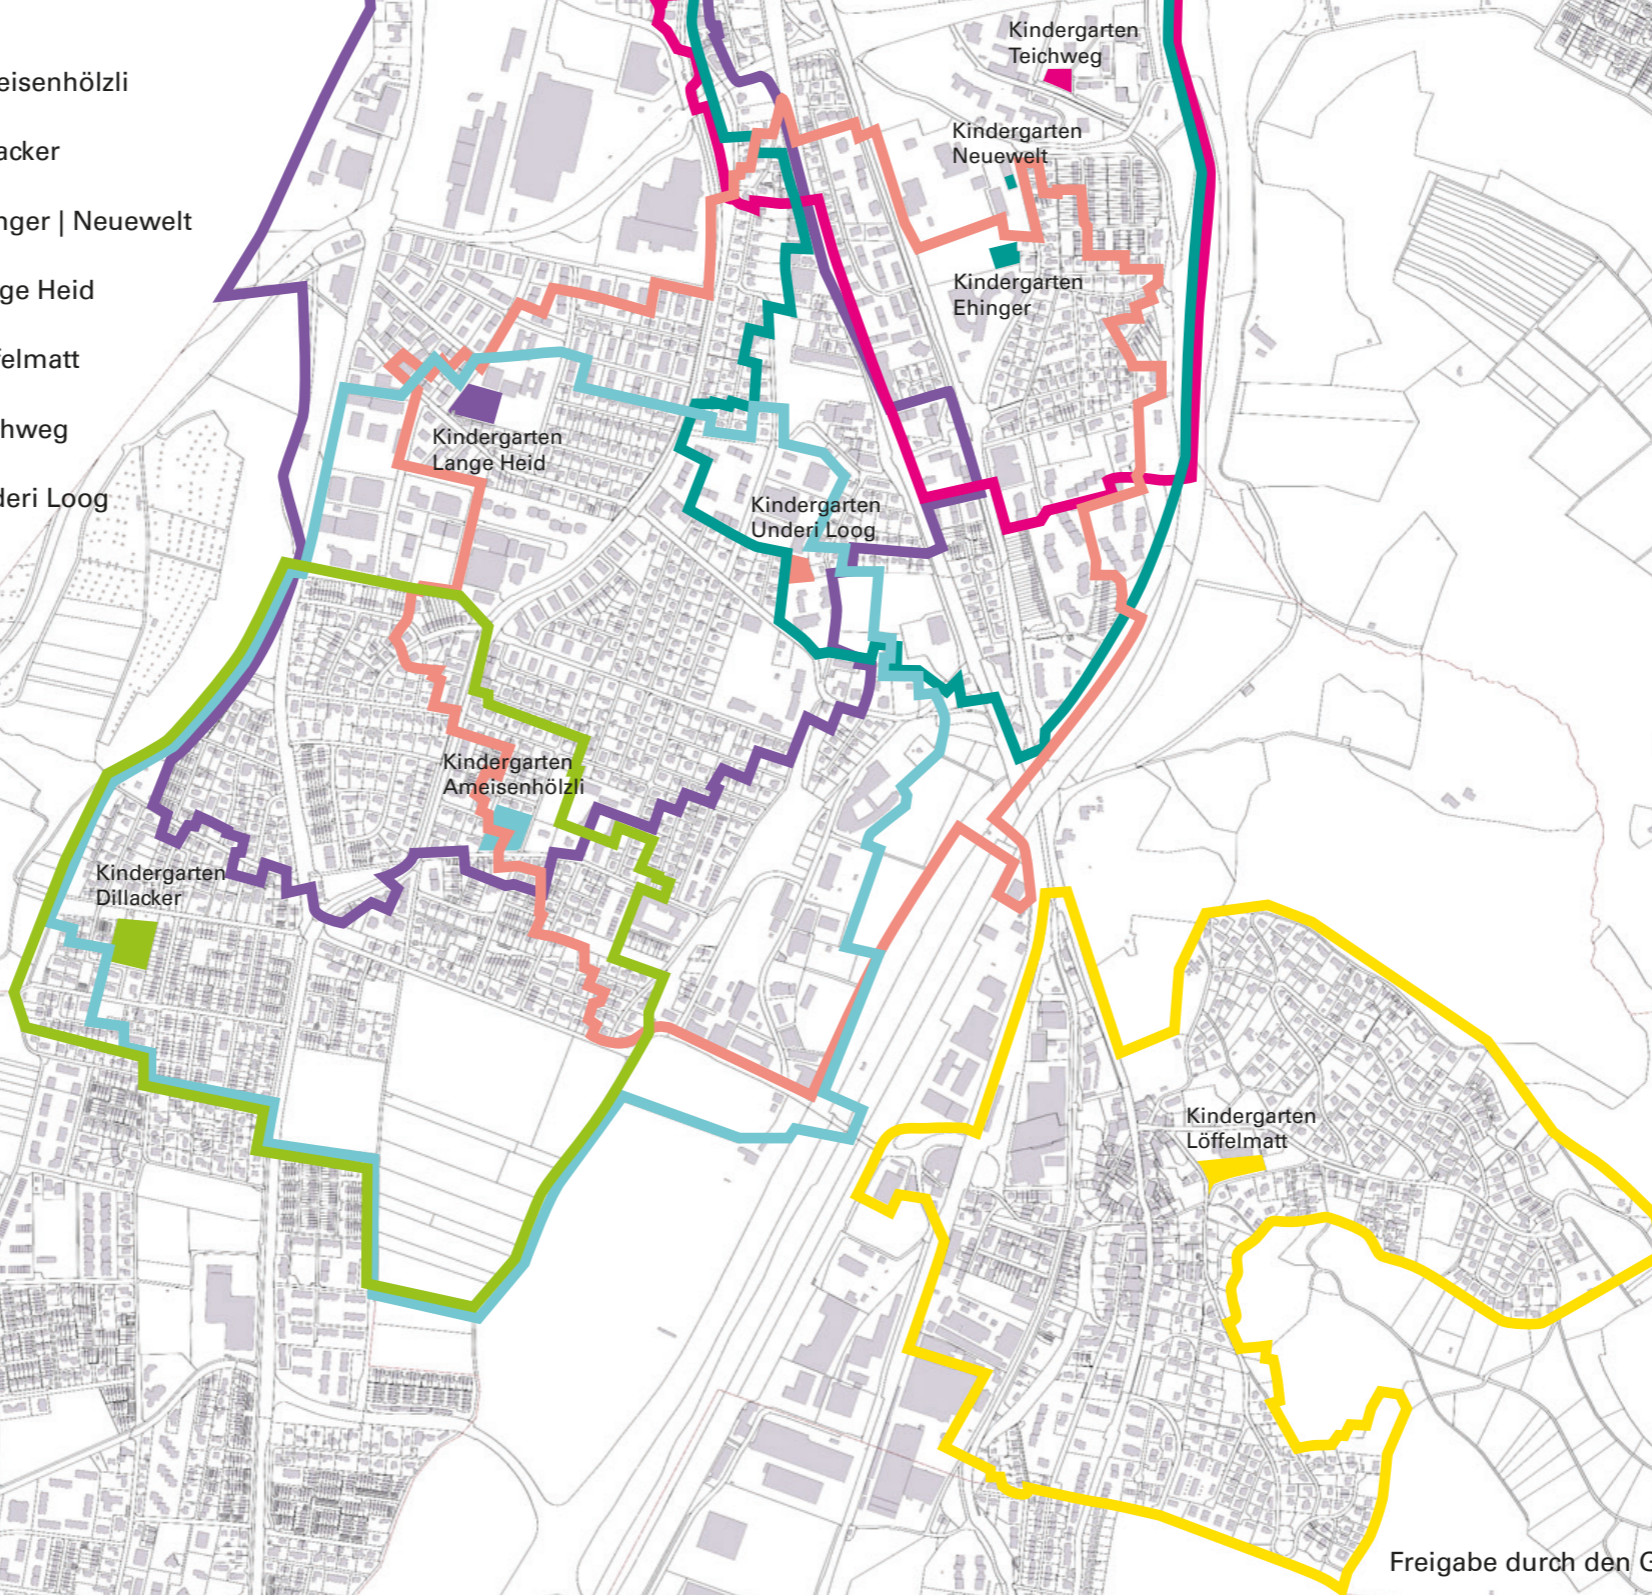 eisenhölzli
acker
nger | Neuewelt
ge Heid
felmatt
hweg
deri Loog
Kindergarten
Teichweg
Kindergarten
Neuewelt
Kindergarten
Ehinger
Kindergarten
Lange Heid
Kindergarten
Underi Loog
Kindergarten
Ameisenhölzli
Kindergarten
Dillacker
Kindergarten
Löffelmatt
Freigabe durch den G